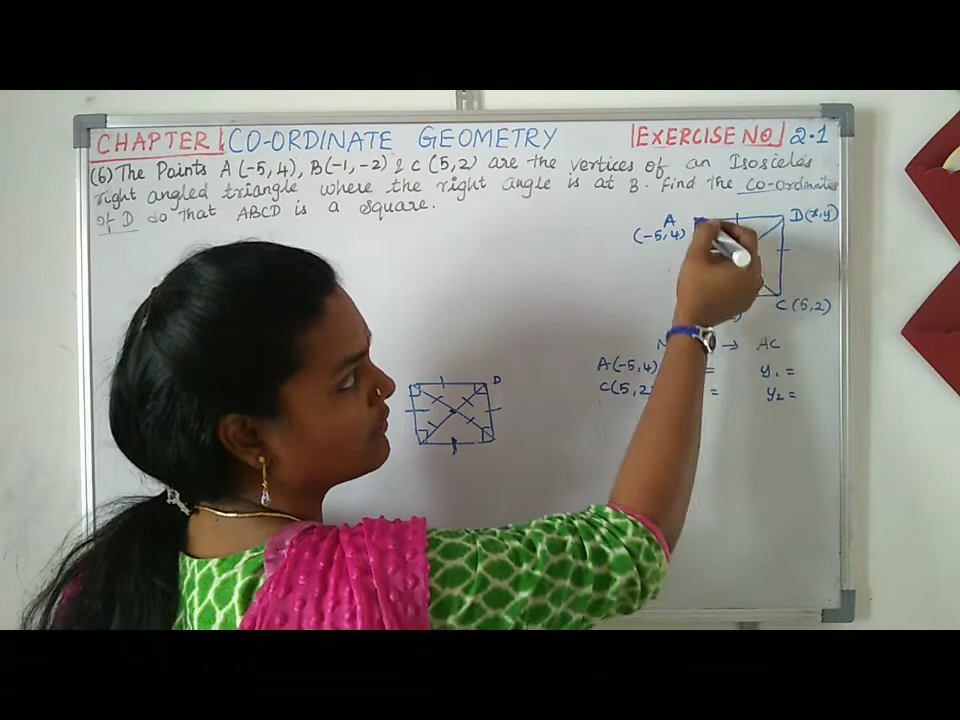 CHAPTER CO-ORDINATE GEOMETRY EXERCISE NO 2.1
(6) The Points A (-5, 4), B(-1, -2) & C (5, 2) are the vertices of an Isosceles
right angled triangle where the right angle is at B. Find The co-ordinates
of D so That ABCD is a square.
A D(x,y)
(-5,4)
C (5,2)
→ AC
A(-5,4) = y₁ =
C(5,2 = y₂ =
D